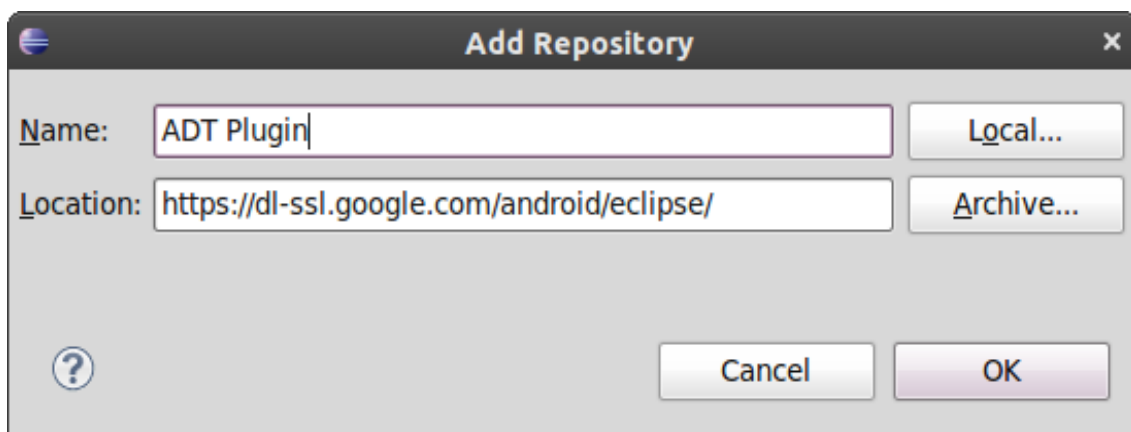 Add Repository
Name: ADT Plugin Local...
Location: https://dl-ssl.google.com/android/eclipse/ Archive...
? Cancel OK